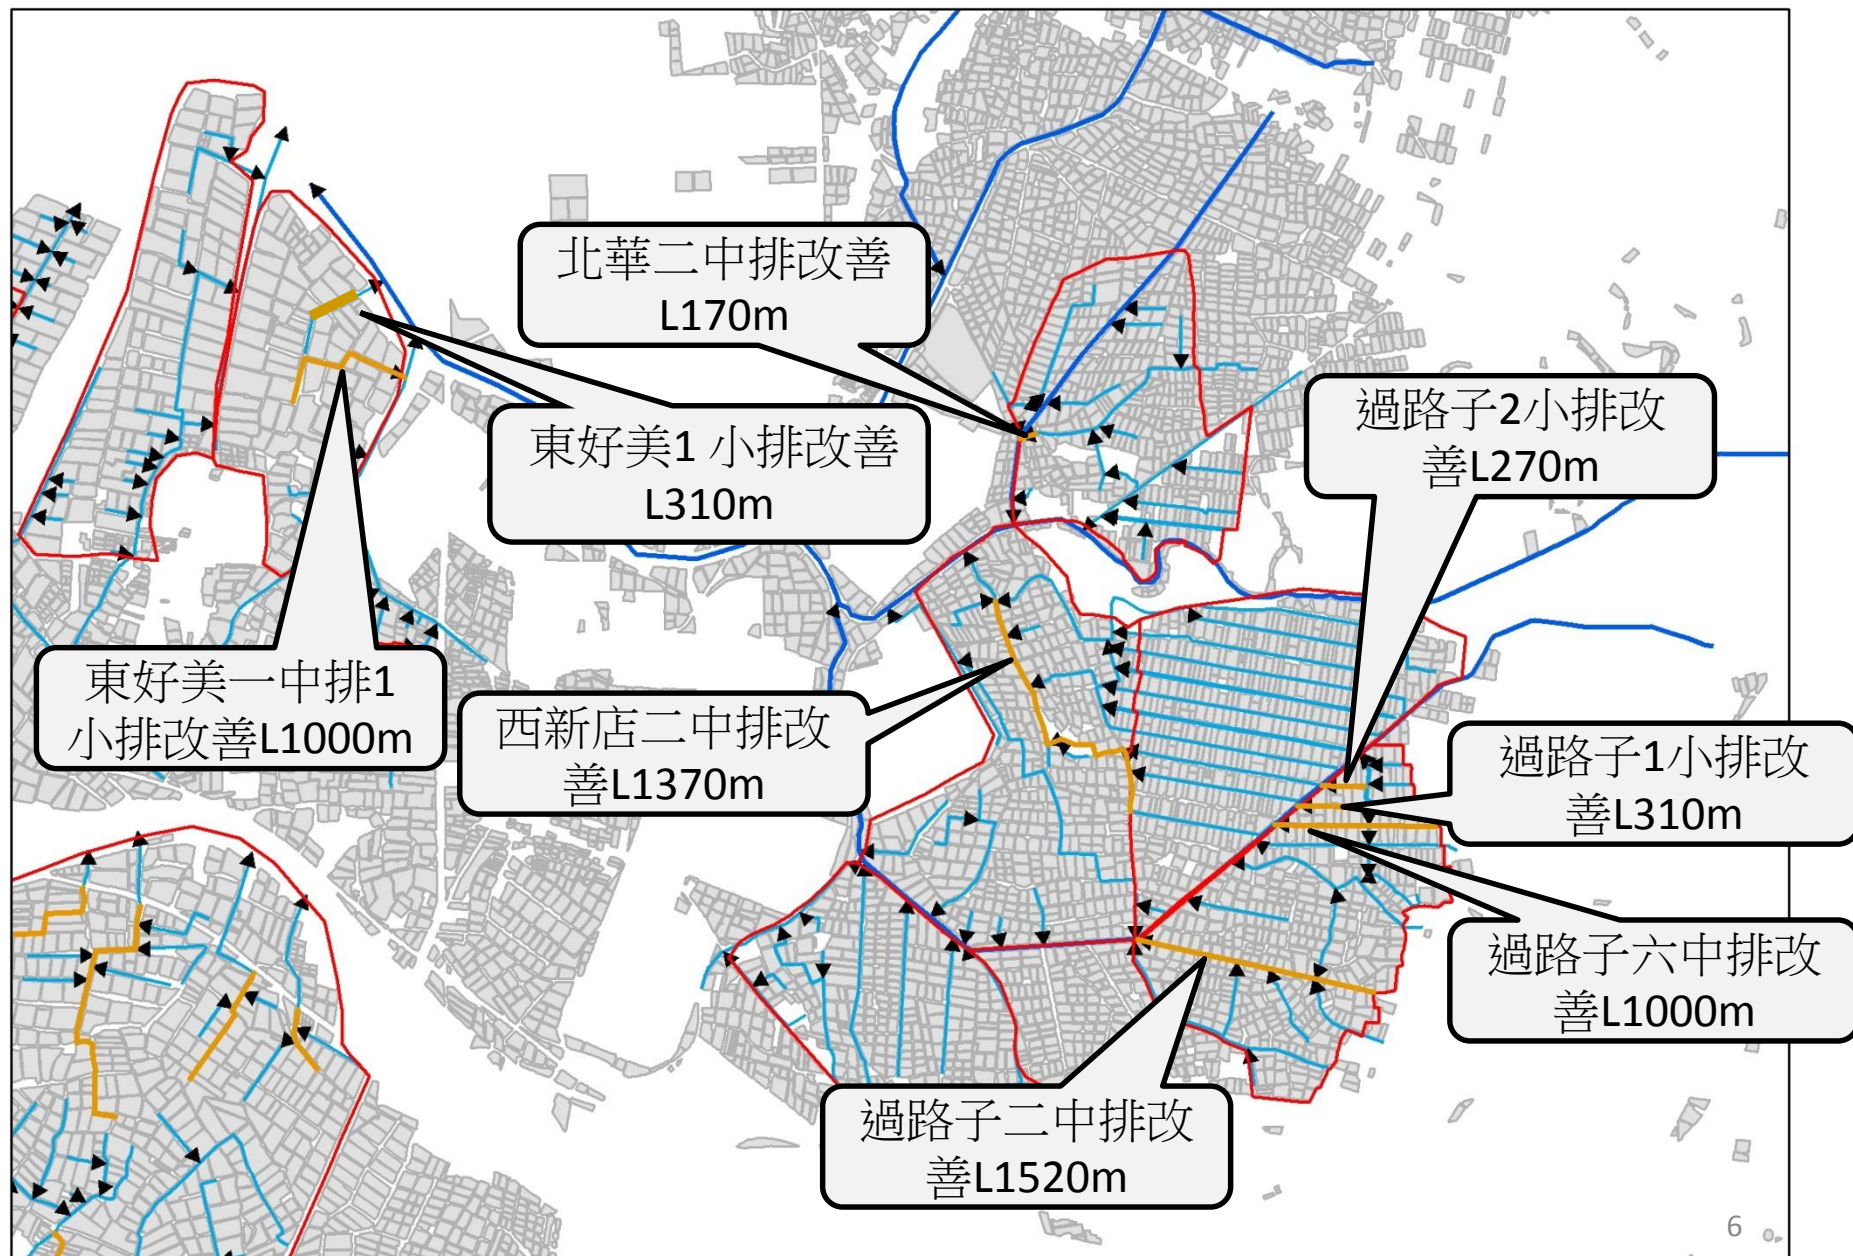 北華二中排改善
L170m
過路子2小排改
善L270m
東好美1 小排改善
L310m
東好美一中排1
小排改善L1000m
西新店二中排改
善L1370m
過路子1小排改
善L310m
過路子六中排改
善L1000m
過路子二中排改
善L1520m
6